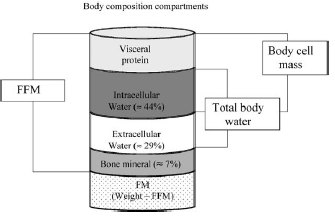 Body composition compartments
Visceral
protein
Body cell
mass
FFM
Intracellular
Water (≈ 44%)
Total body
water
Extracellular
Water (≈ 29%)
Bone mineral (≈ 7%)
FM
(Weight ÷ FFM)